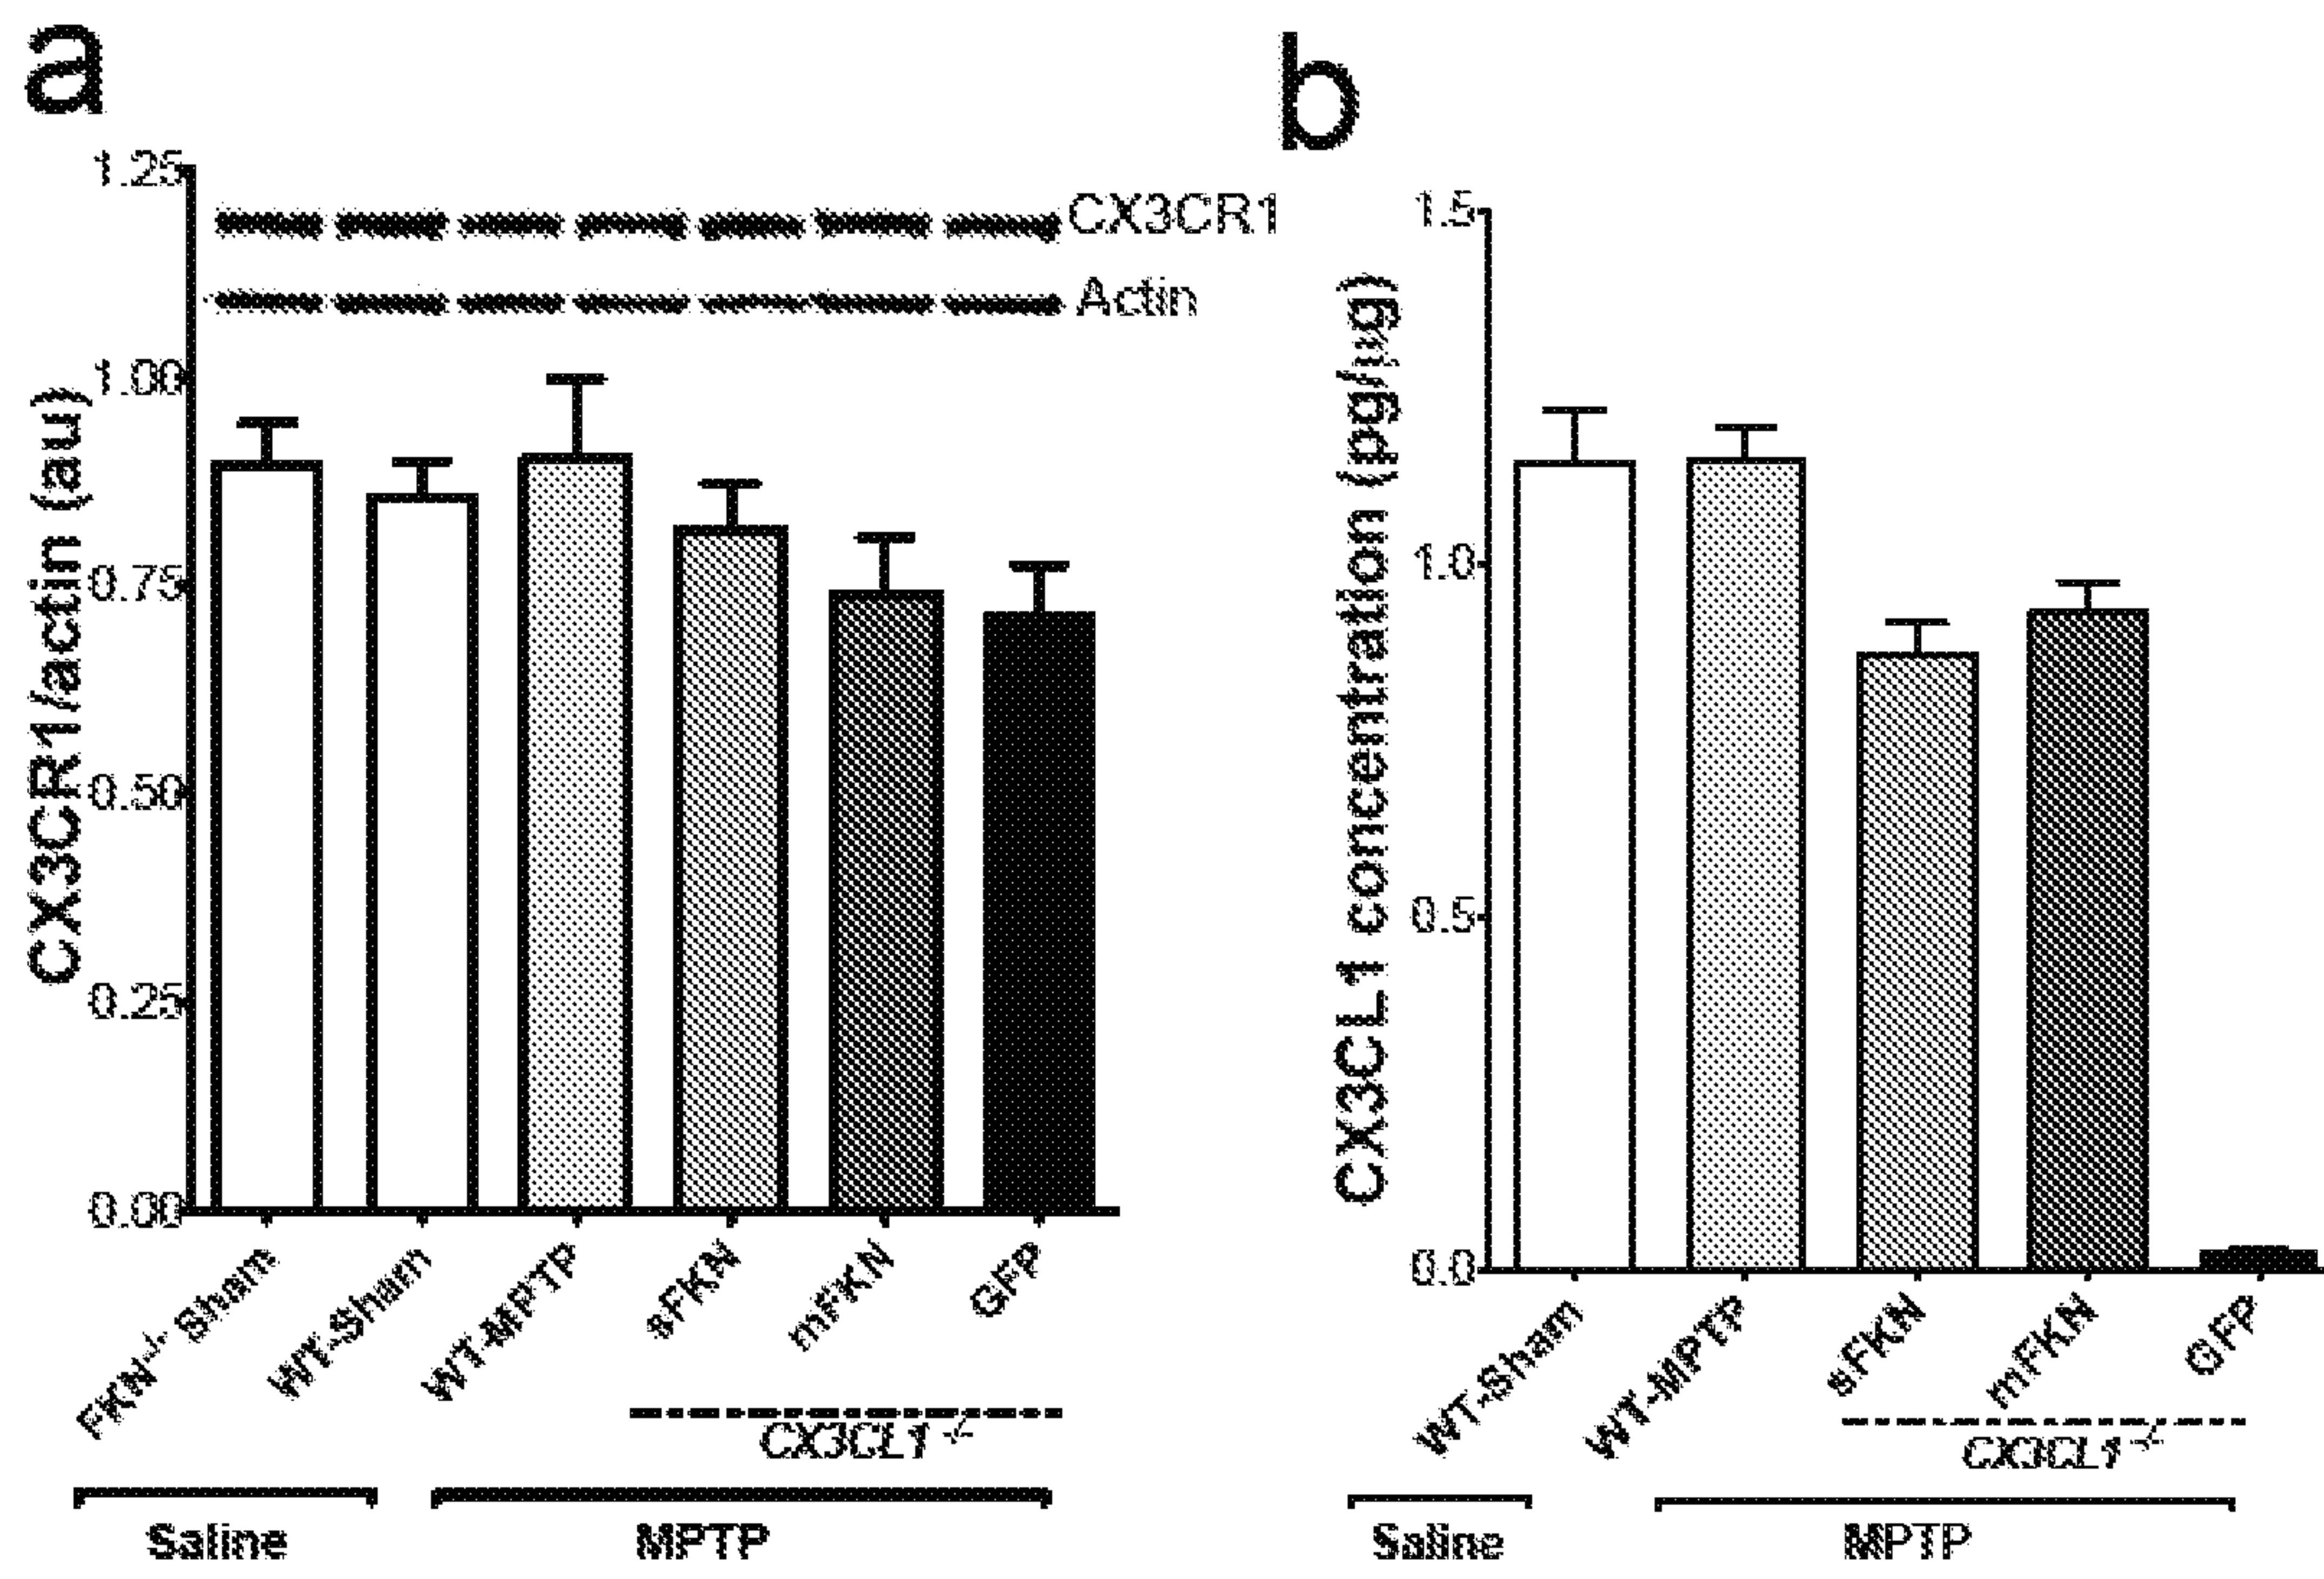 a
1.25
1.00
0.75
0.50
0.25
0.00
CX3CR1/actin (au)
CX3CR1
Actin
FKN-/- Sham
WT-Sham
WT-MPTP
sFKN
mFKN
GFP
CX3CL1 -/-
Saline
MPTP
b
1.5
1.0
0.5
0.0
CX3CL1 concentration (pg/µg)
WT-Sham
WT-MPTP
sFKN
mFKN
GFP
CX3CL1 -/-
Saline
MPTP